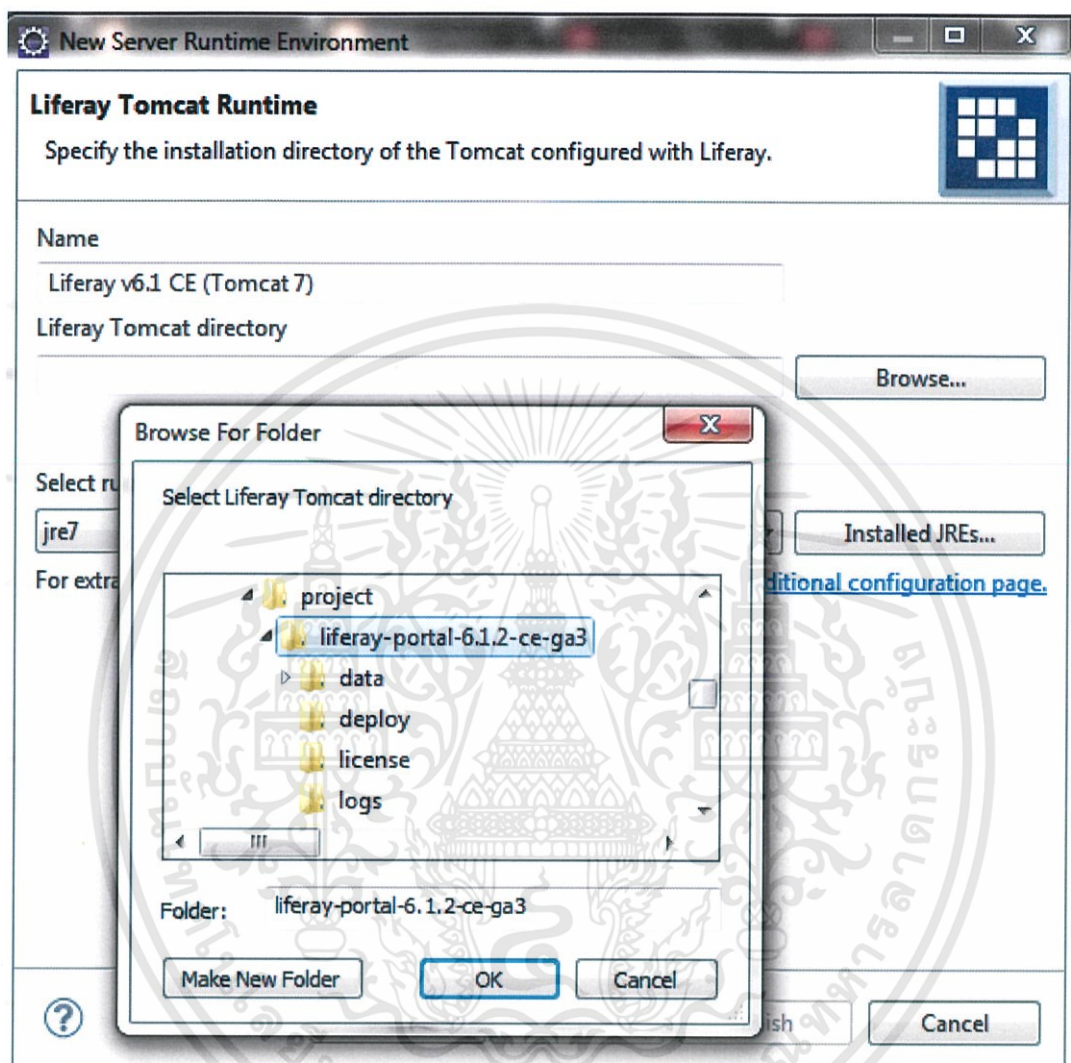 New Server Runtime Environment
Liferay Tomcat Runtime
Specify the installation directory of the Tomcat configured with Liferay.
Name
Liferay v6.1 CE (Tomcat 7)
Liferay Tomcat directory
Browse...
Browse For Folder
Select Liferay Tomcat directory
Select ru
jre7
Installed JREs...
For extra
ditional configuration page.
project
liferay-portal-6.1.2-ce-ga3
data
deploy
license
logs
Folder: liferay-portal-6.1.2-ce-ga3
Make New Folder OK Cancel
ish Cancel